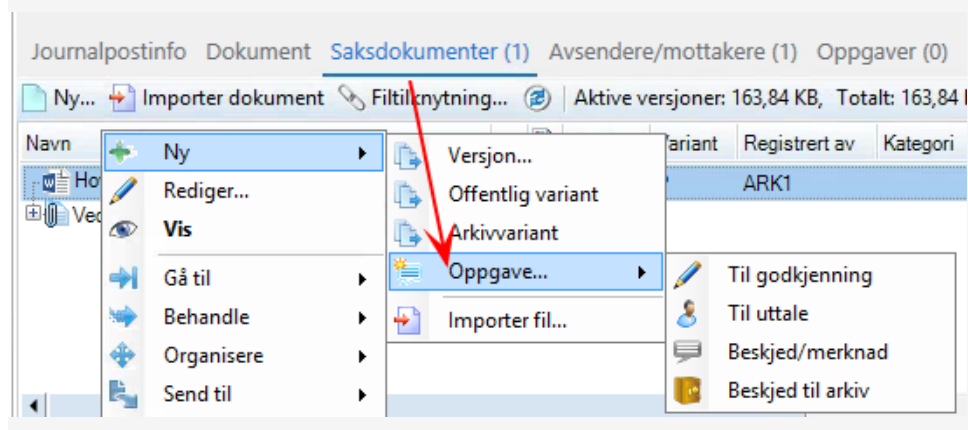 Journalpostinfo Dokument Saksdokumenter (1) Avsendere/mottakere (1) Oppgaver (0)
Ny... Importer dokument Filtilknytning... Aktive versjoner: 163,84 KB, Totalt: 163,84
Navn Variant Registrert av Kategori
Ho
ARK1
Ved
Ny
Rediger...
Vis
Gå til
Behandle
Organisere
Send til
Versjon...
Offentlig variant
Arkivvariant
Oppgave...
Importer fil...
Til godkjenning
Til uttale
Beskjed/merknad
Beskjed til arkiv